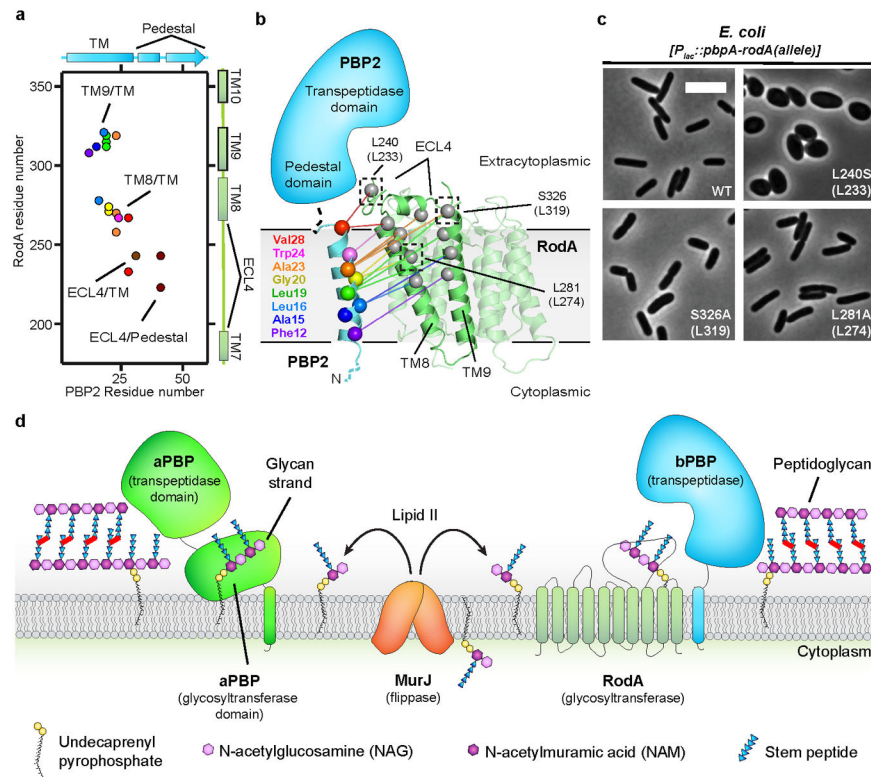 a
TM
Pedestal
350
300
250
200
RodA residue number
TM9/TM
TM8/TM
ECL4/TM
ECL4/Pedestal
25
50
PBP2 Residue number
TM10
TM9
TM8
ECL4
TM7
b
PBP2
Transpeptidase
domain
Pedestal
domain
L240
(L233)
ECL4
Extracytoplasmic
S326
(L319)
RodA
Val28
Trp24
Ala23
Gly20
Leu19
Leu16
Ala15
Phe12
L281
(L274)
TM8
TM9
PBP2
N
Cytoplasmic
c
E. coli
[Plac::pbpA-rodA(allele)]
WT
L240S
(L233)
S326A
(L319)
L281A
(L274)
d
aPBP
(transpeptidase
domain)
Glycan
strand
Lipid II
bPBP
(transpeptidase)
Peptidoglycan
Cytoplasm
aPBP
(glycosyltransferase
domain)
MurJ
(flippase)
RodA
(glycosyltransferase)
Undecaprenyl
pyrophosphate
N-acetylglucosamine (NAG)
N-acetylmuramic acid (NAM)
Stem peptide